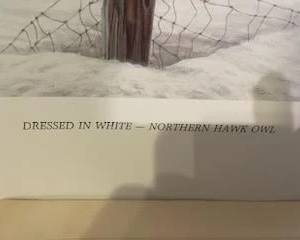 DRESSED IN WHITE — NORTHERN HAWK OWL